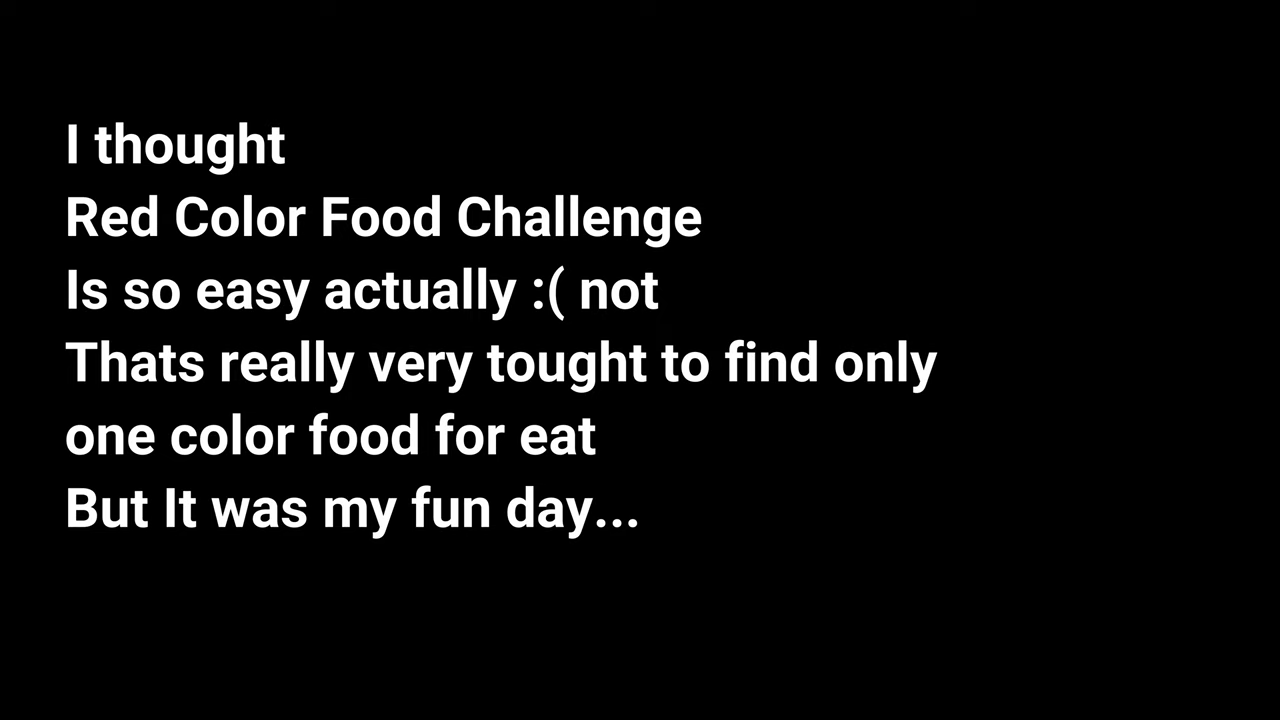 I thought
Red Color Food Challenge
Is so easy actually :( not
Thats really very tought to find only
one color food for eat
But It was my fun day...